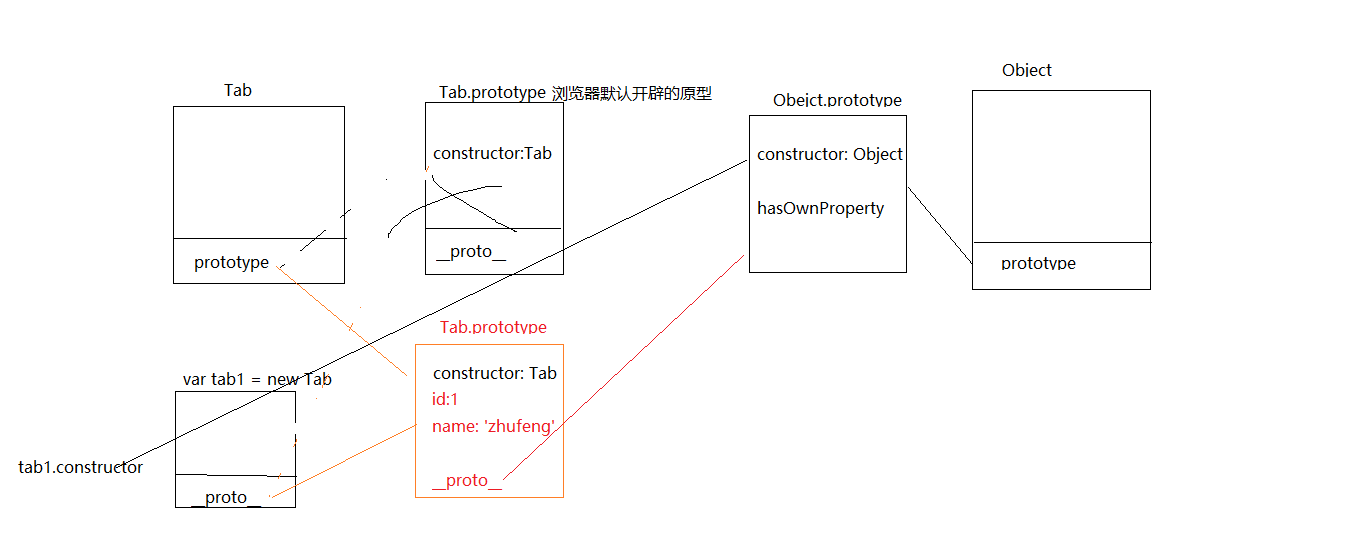 Tab
Tab.prototype 浏览器默认开辟的原型
Obejct.prototype
Object
constructor:Tab
constructor: Object
hasOwnProperty
prototype
__proto__
prototype
Tab.prototype
var tab1 = new Tab
constructor: Tab
id:1
name: 'zhufeng'
tab1.constructor
__proto__
__proto__